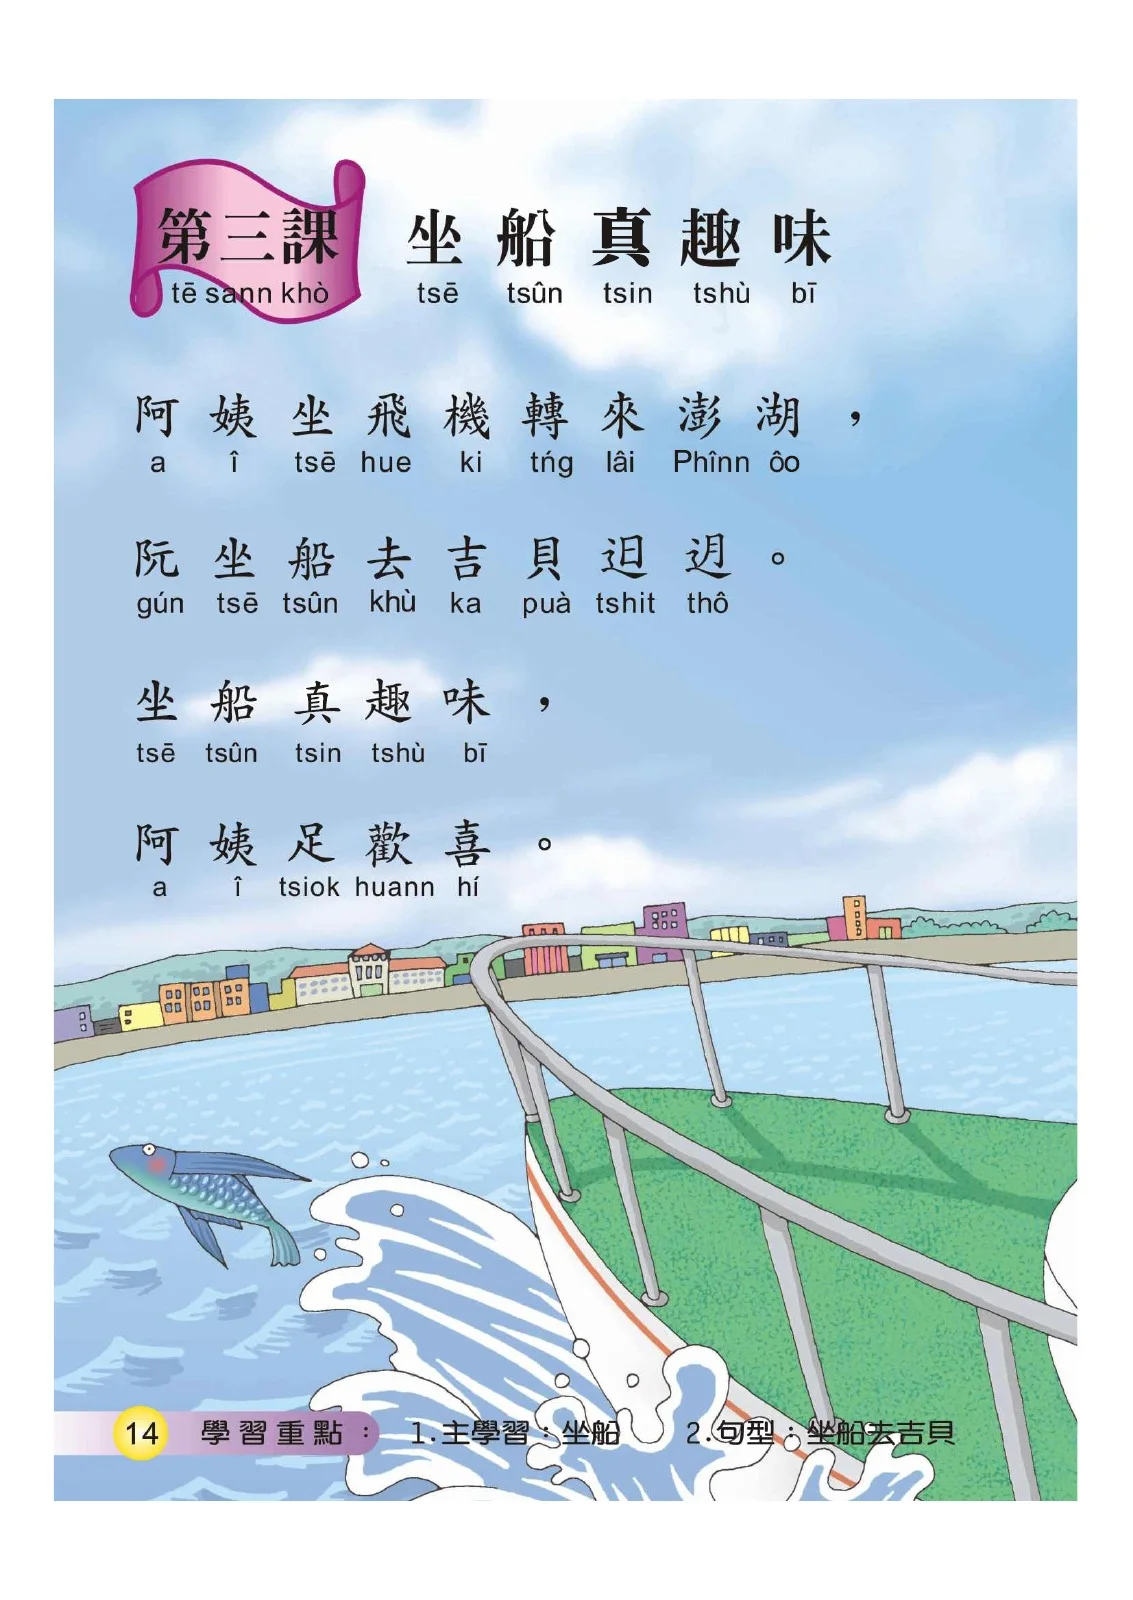 第三課 坐船真趣味
tē sann khò tsē tsûn tsin tshù bī
阿姨坐飛機轉來澎湖，
a î tsē hue ki tńg lâi Phînn ôo
阮坐船去吉貝迌迌。
gún tsē tsûn khù ka puà tshit thô
坐船真趣味，
tsē tsûn tsin tshù bī
阿姨足歡喜。
a î tsiok huann hí
14 學習重點： 1.主學習：坐船 2.句型：坐船去吉貝